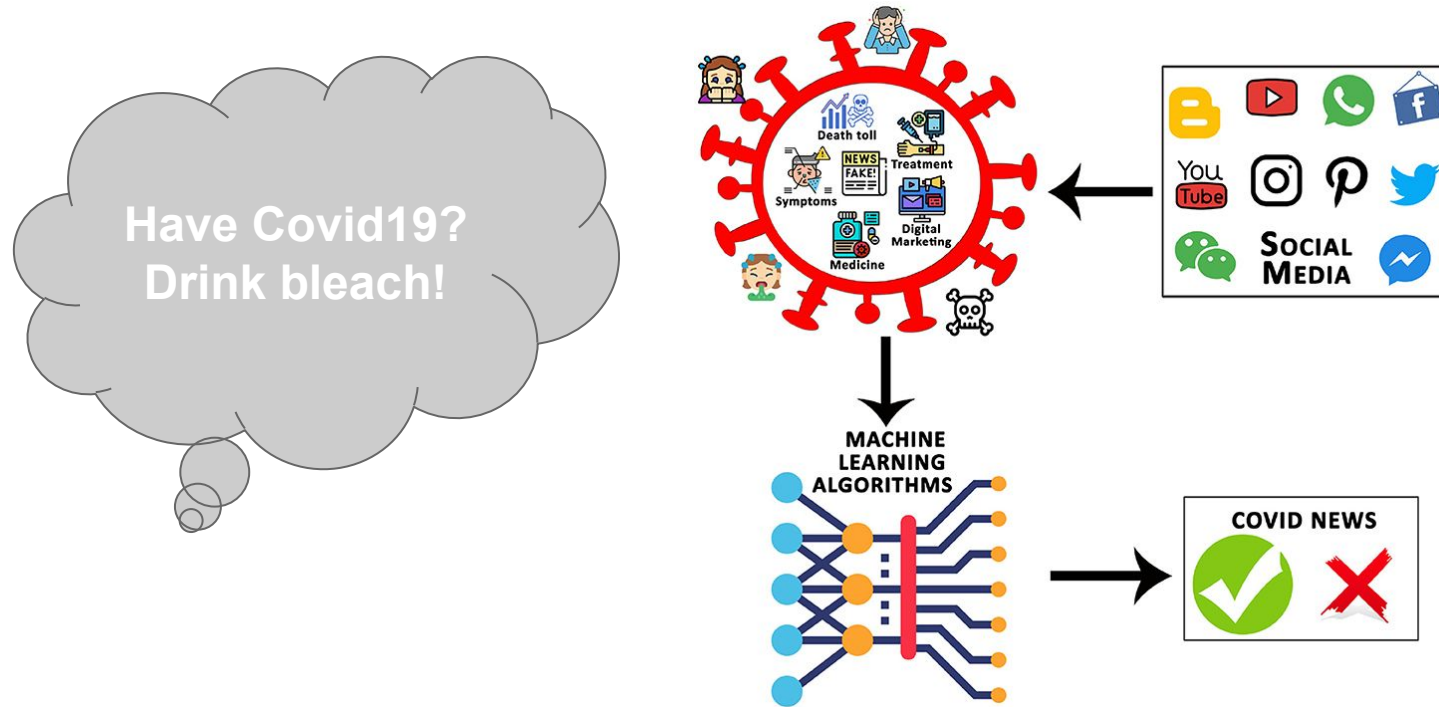 Have Covid19?
Drink bleach!
Death toll
Treatment
NEWS
FAKE!
Symptoms
Digital
Marketing
Medicine
f
You
Tube
SOCIAL
MEDIA
MACHINE
LEARNING
ALGORITHMS
COVID NEWS